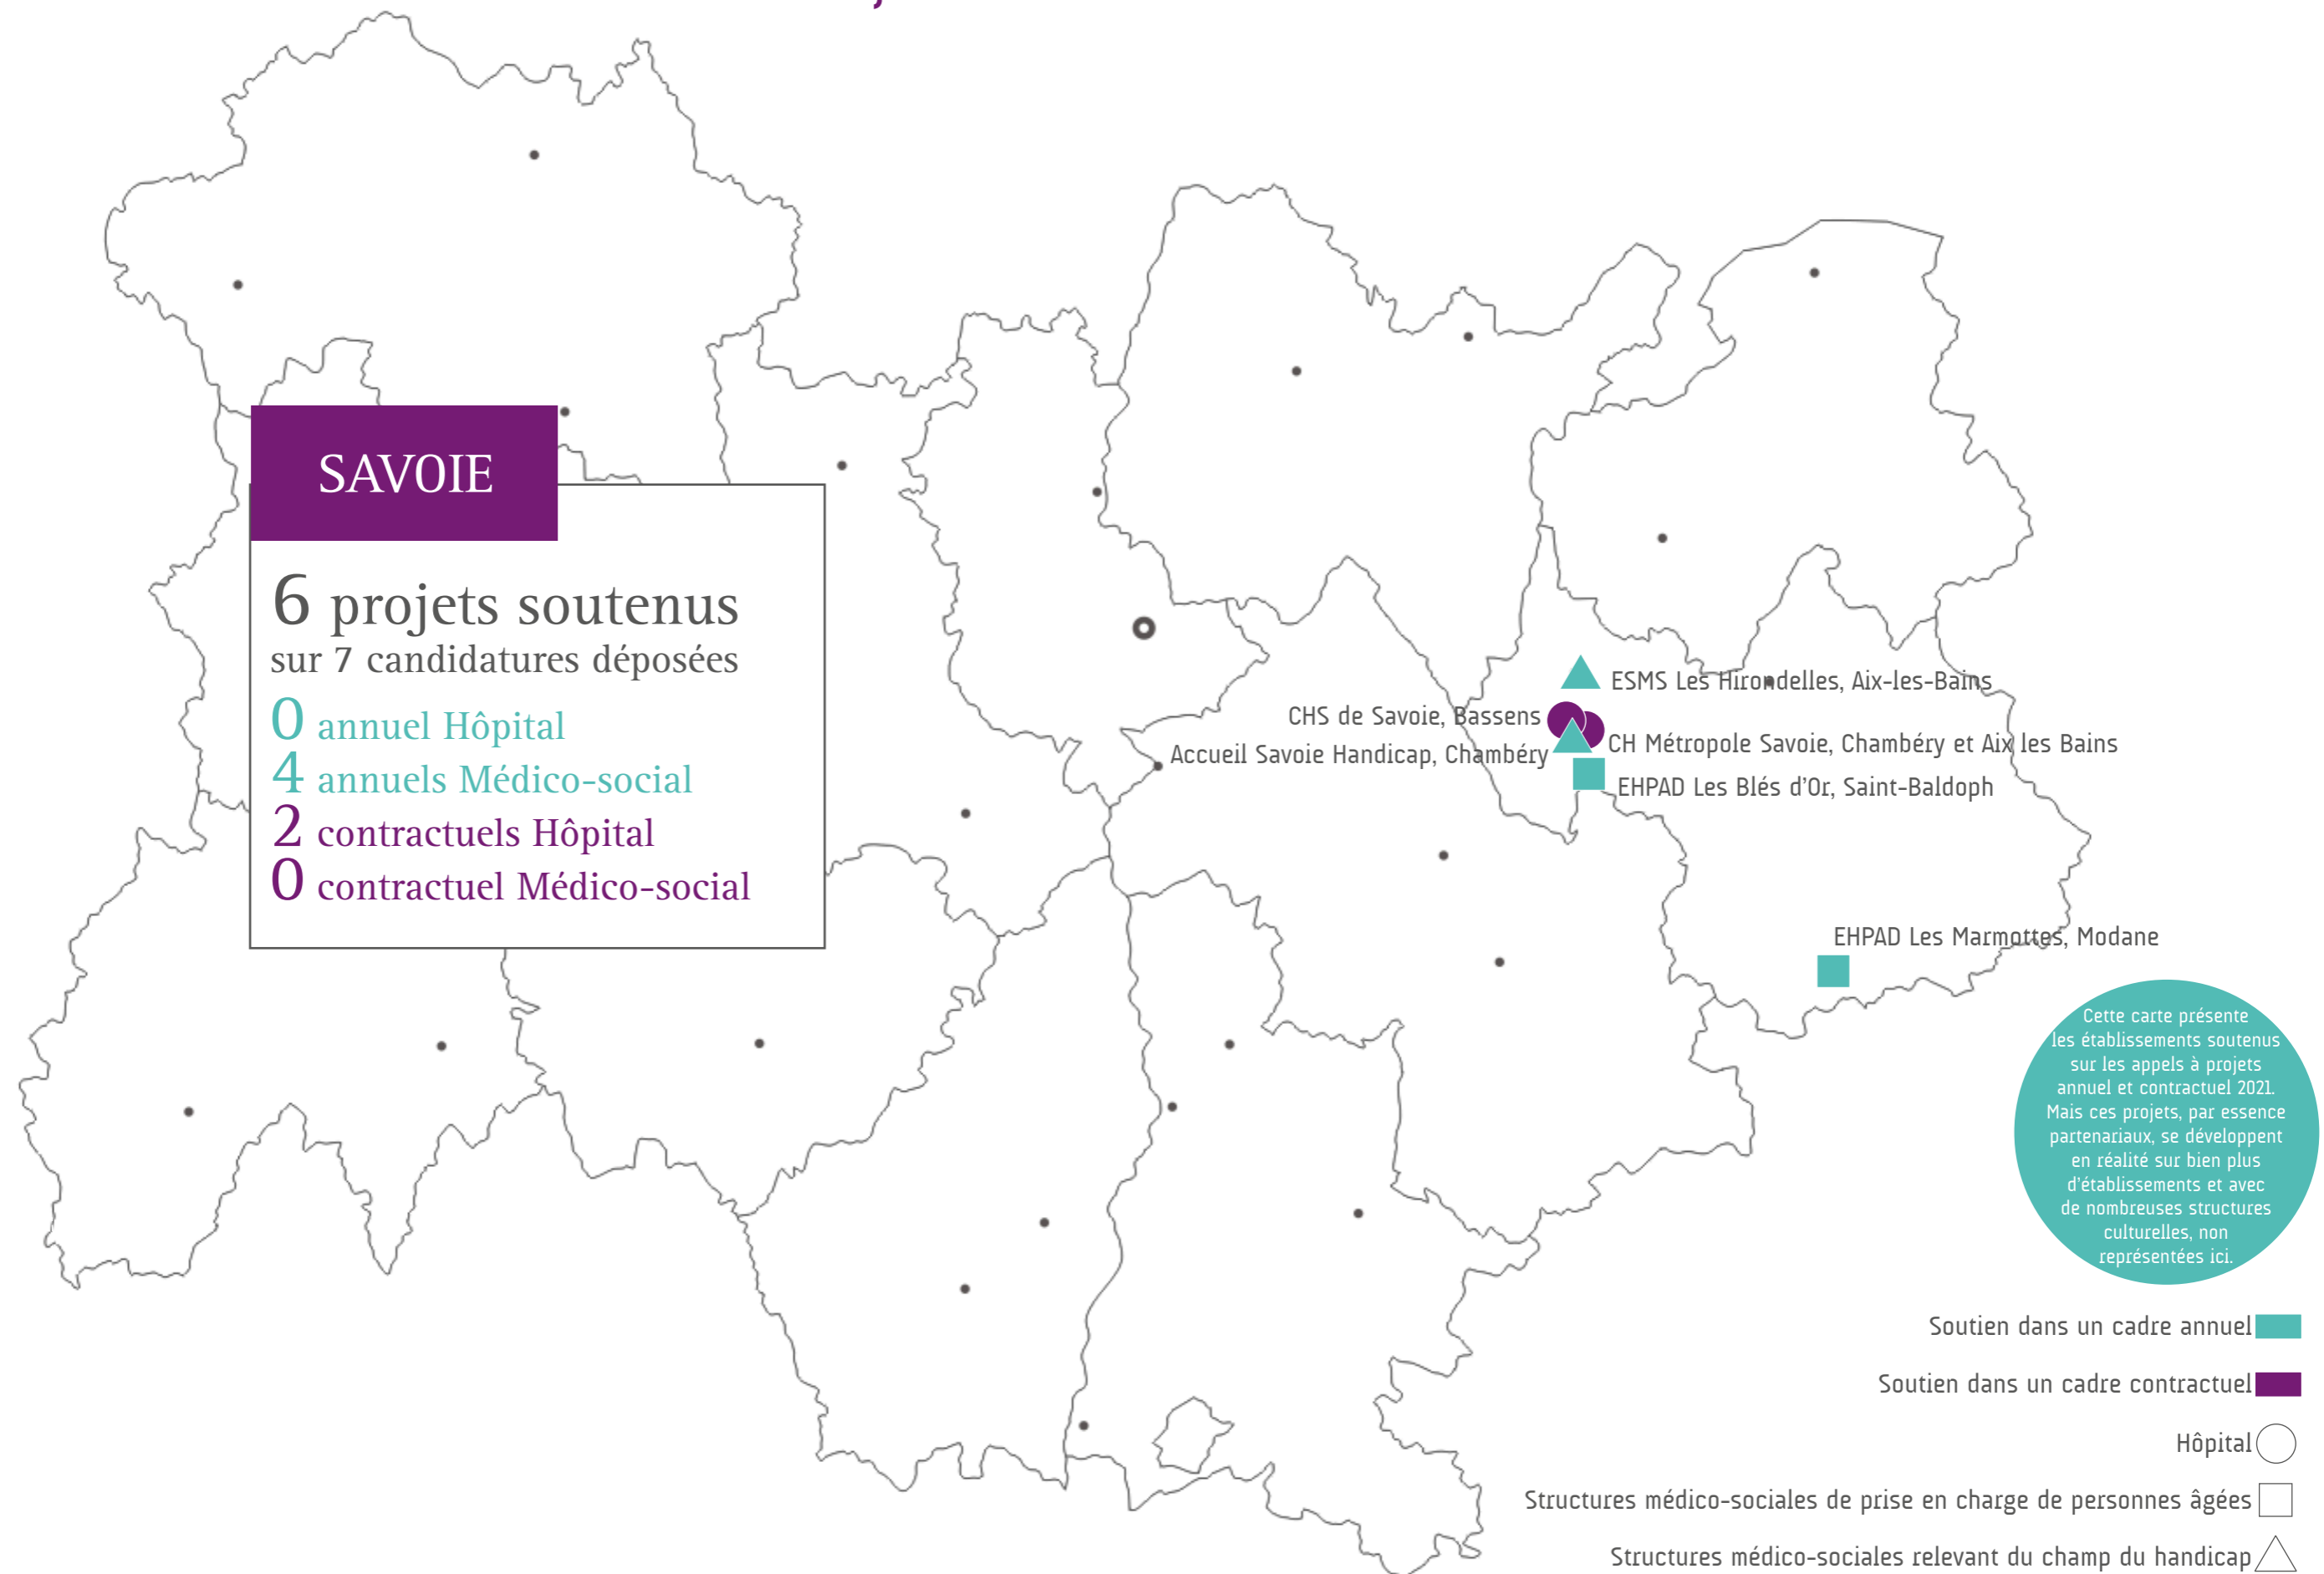 SAVOIE
6 projets soutenus
sur 7 candidatures déposées
0 annuel Hôpital
4 annuels Médico-social
2 contractuels Hôpital
0 contractuel Médico-social
ESMS Les Hirondelles, Aix-les-Bains
CHS de Savoie, Bassens
CH Métropole Savoie, Chambéry et Aix les Bains
Accueil Savoie Handicap, Chambéry
EHPAD Les Blés d'Or, Saint-Baldoph
EHPAD Les Marmottes, Modane
Cette carte présente
les établissements soutenus
sur les appels à projets
annuel et contractuel 2021.
Mais ces projets, par essence
partenariaux, se développent
en réalité sur bien plus
d'établissements et avec
de nombreuses structures
culturelles, non
représentées ici.
Soutien dans un cadre annuel
Soutien dans un cadre contractuel
Hôpital
Structures médico-sociales de prise en charge de personnes âgées
Structures médico-sociales relevant du champ du handicap